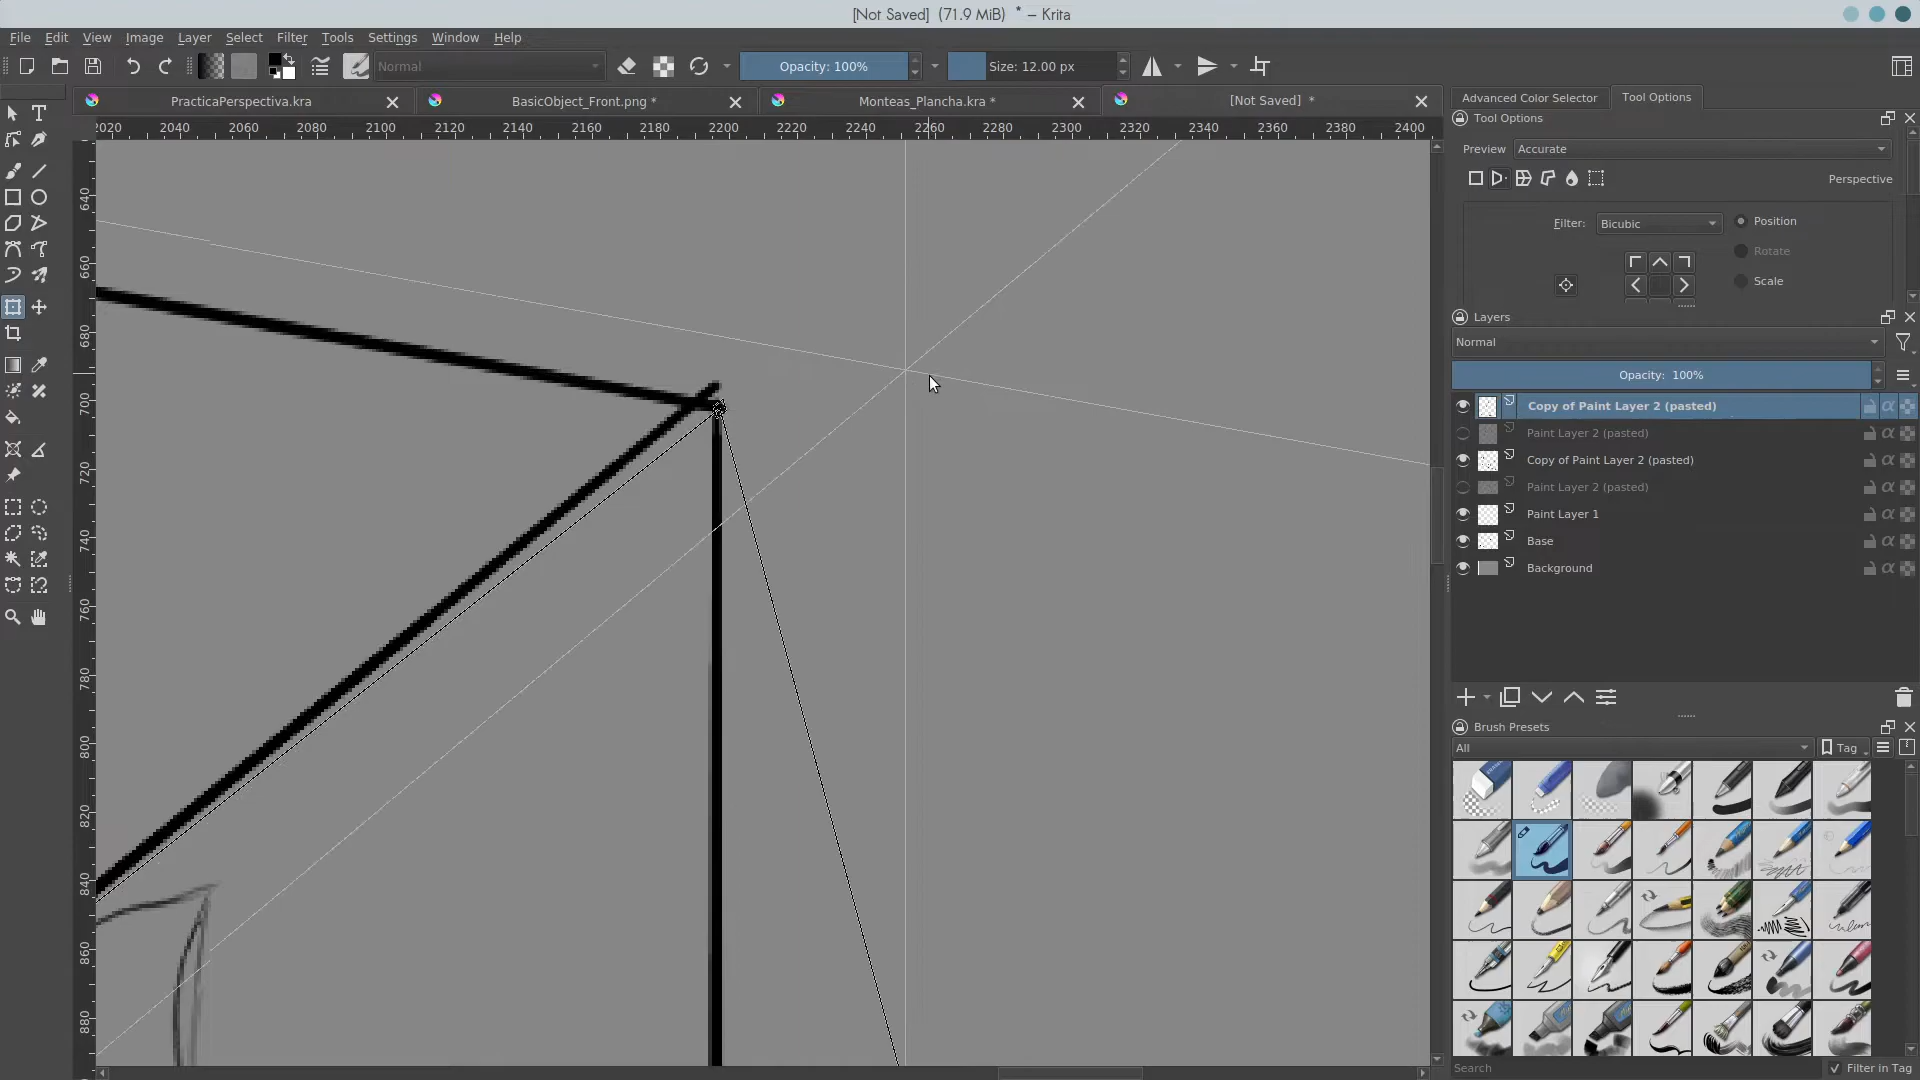 [Not Saved]  (71.9 MiB)  * – Krita
File Edit View Image Layer Select Filter Tools Settings Window Help
Normal Opacity: 100% Size: 12.00 px
PracticaPerspectiva.kra BasicObject_Front.png * Monteas_Plancha.kra * [Not Saved]  *
Advanced Color Selector Tool Options
Tool Options
2020 2040 2060 2080 2100 2120 2140 2160 2180 2200 2220 2240 2260 2280 2300 2320 2340 2360 2380 2400
Preview Accurate
Perspective
Filter: Bicubic Position
Rotate
Scale
Layers
Normal
Opacity:  100%
Copy of Paint Layer 2 (pasted)
Paint Layer 2 (pasted)
Copy of Paint Layer 2 (pasted)
Paint Layer 2 (pasted)
Paint Layer 1
Base
Background
Brush Presets
All Tag
Search Filter in Tag
640
660
680
700
720
740
760
780
800
820
840
860
880